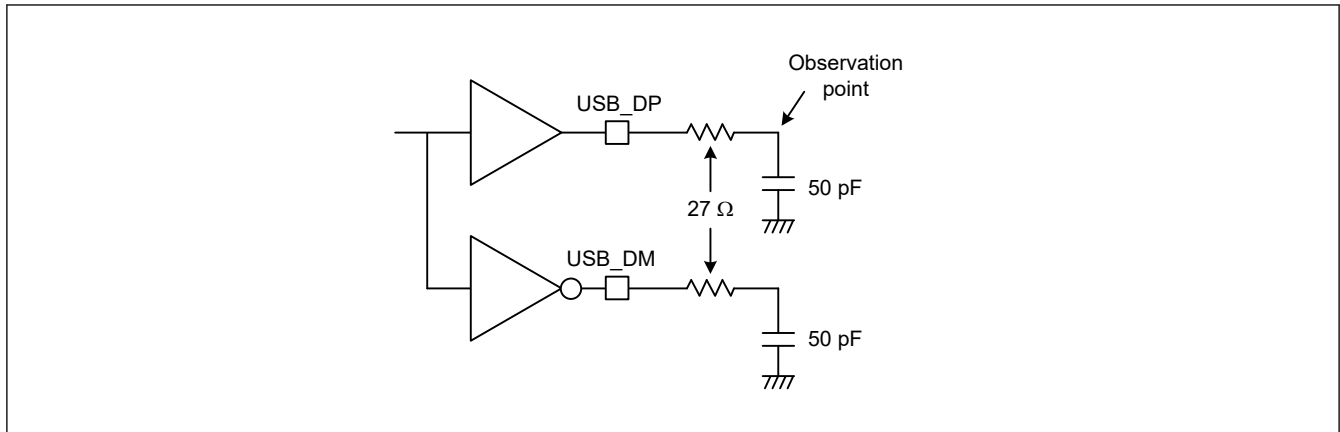 Observation
point
USB_DP
50 pF
27 Ω
USB_DM
50 pF